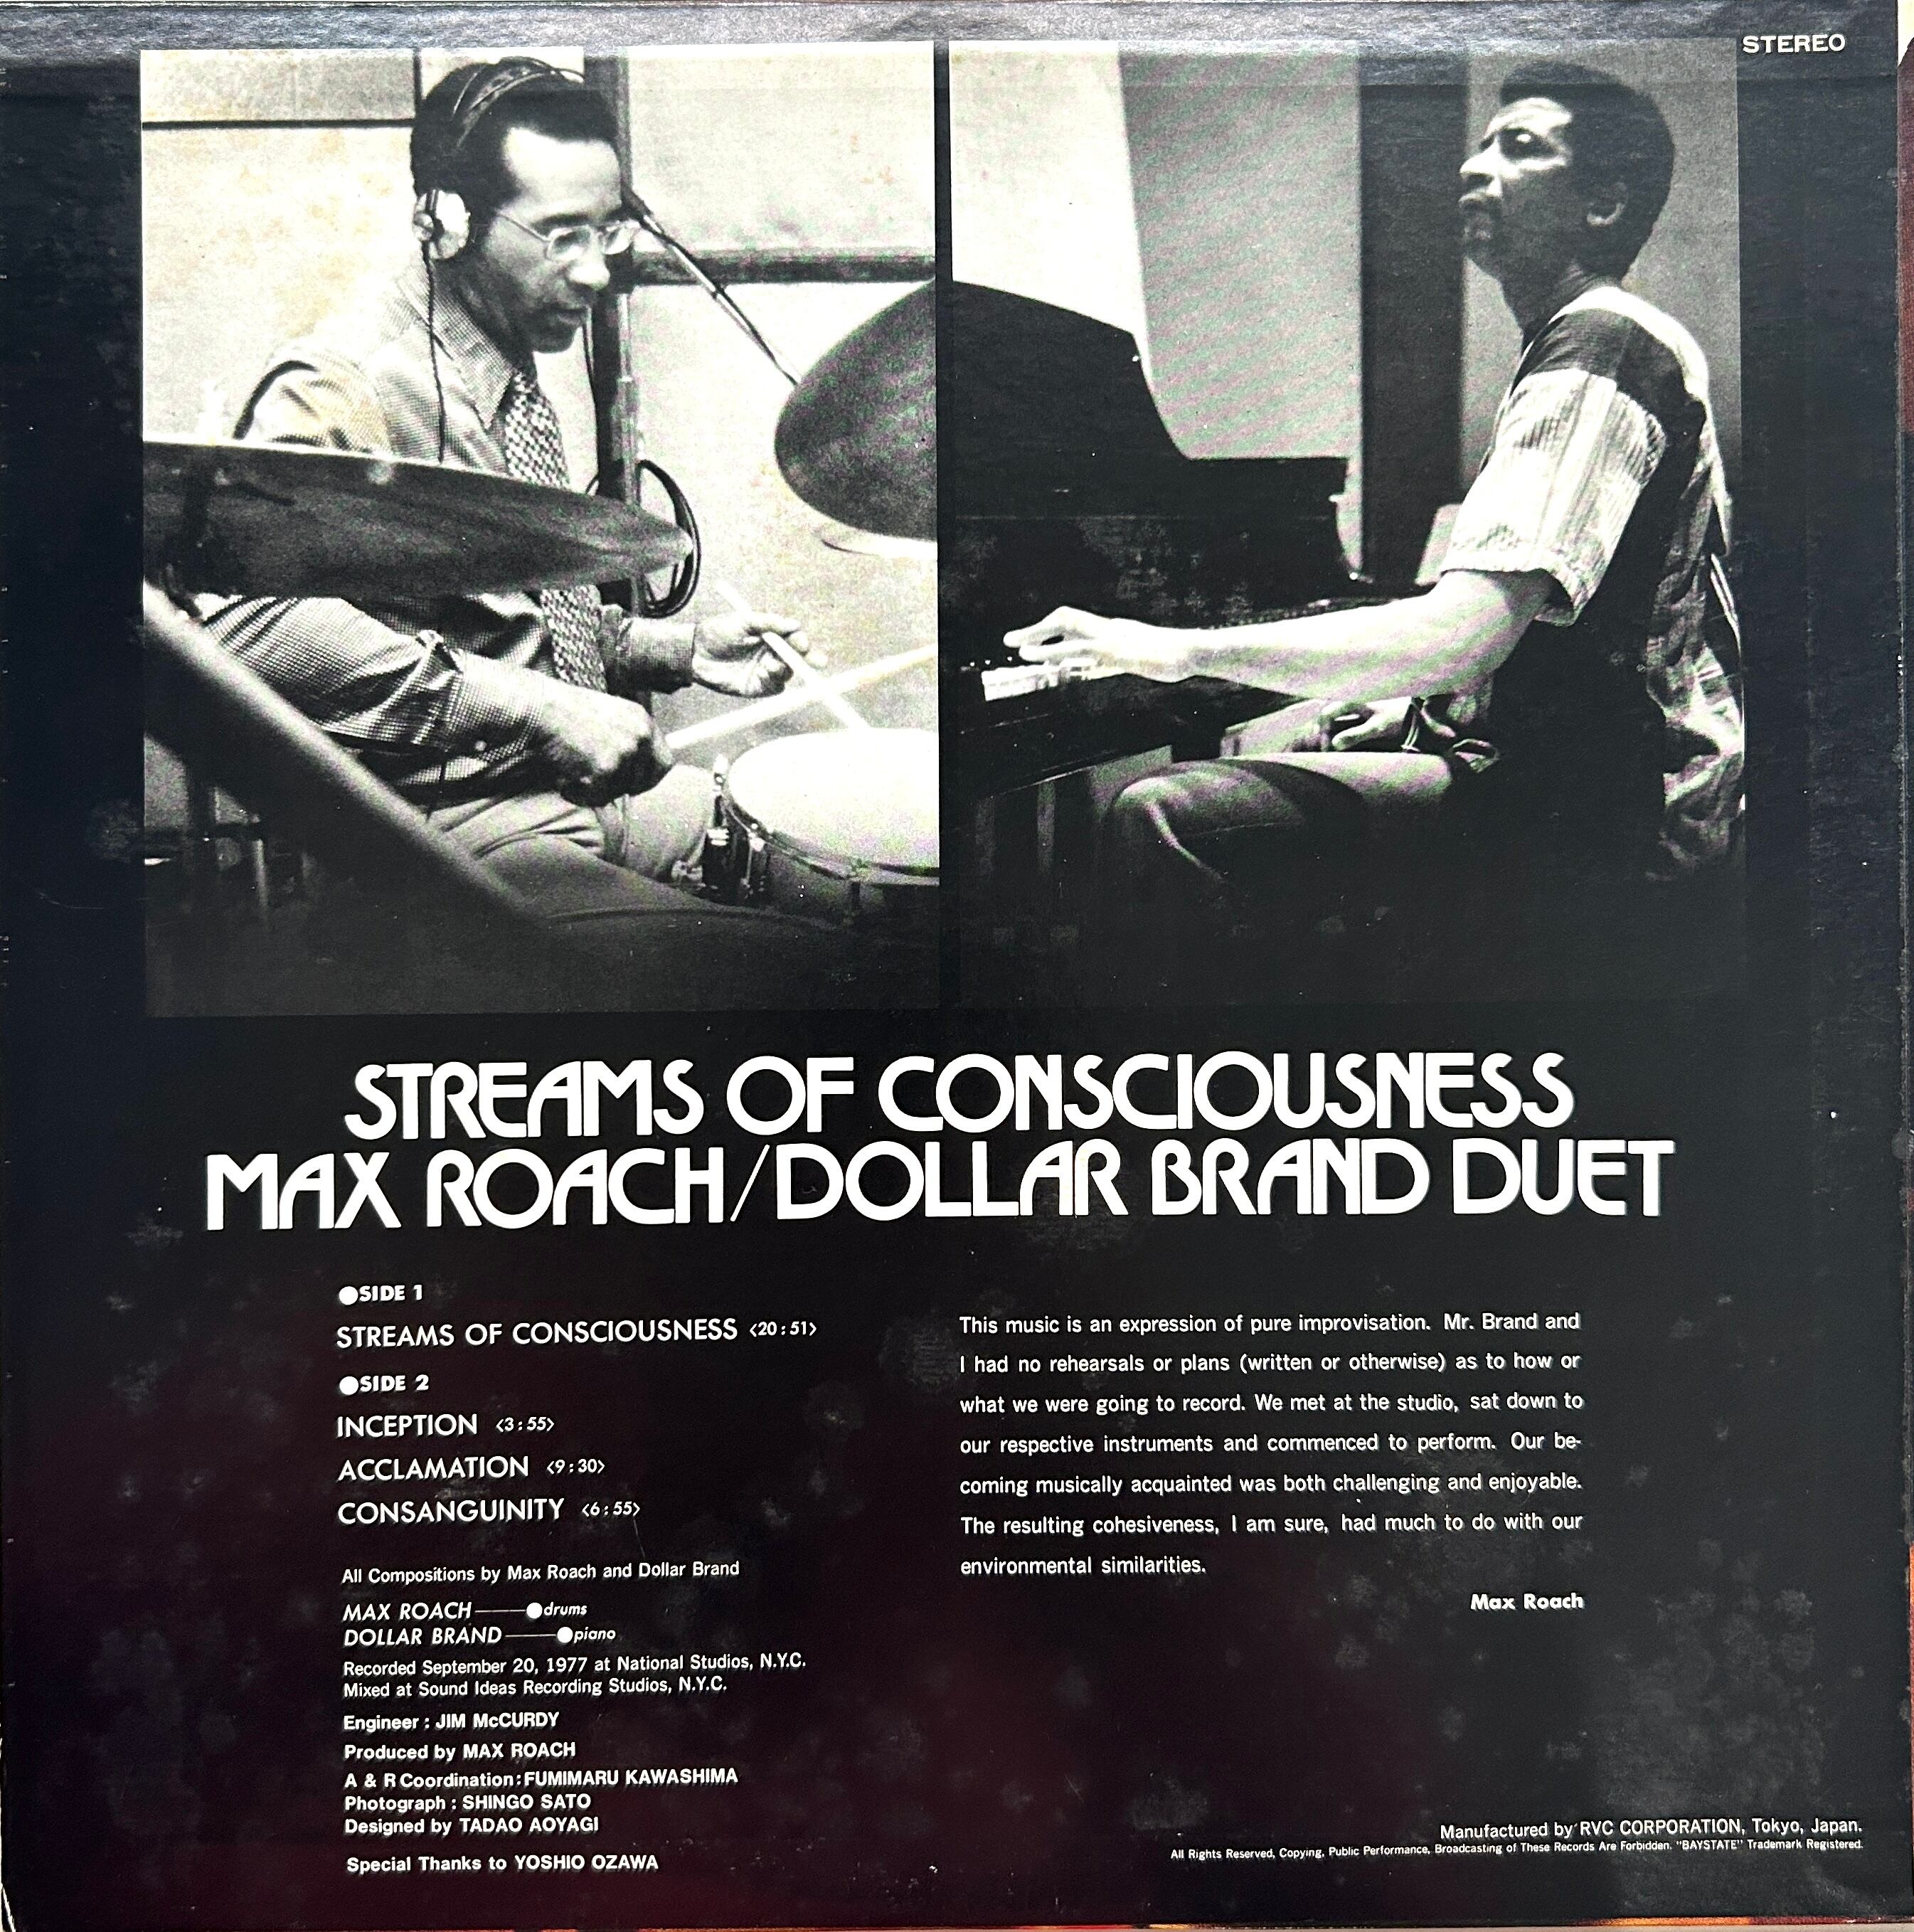 STEREO
STREAMS OF CONSCIOUSNESS
MAX ROACH/DOLLAR BRAND DUET
●SIDE 1
STREAMS OF CONSCIOUSNESS <20:51>
●SIDE 2
INCEPTION <3:55>
ACCLAMATION <9:30>
CONSANGUINITY <6:55>
All Compositions by Max Roach and Dollar Brand
MAX ROACH——●drums
DOLLAR BRAND——●piano
Recorded September 20, 1977 at National Studios, N.Y.C.
Mixed at Sound Ideas Recording Studios, N.Y.C.
Engineer : JIM McCURDY
Produced by MAX ROACH
A & R Coordination : FUMIMARU KAWASHIMA
Photograph : SHINGO SATO
Designed by TADAO AOYAGI
Special Thanks to YOSHIO OZAWA
This music is an expression of pure improvisation. Mr. Brand and
I had no rehearsals or plans (written or otherwise) as to how or
what we were going to record. We met at the studio, sat down to
our respective instruments and commenced to perform. Our be-
coming musically acquainted was both challenging and enjoyable.
The resulting cohesiveness, I am sure, had much to do with our
environmental similarities.
Max Roach
Manufactured by RVC CORPORATION, Tokyo, Japan.
All Rights Reserved, Copying, Public Performance, Broadcasting of These Records Are Forbidden. "BAYSTATE" Trademark Registered.